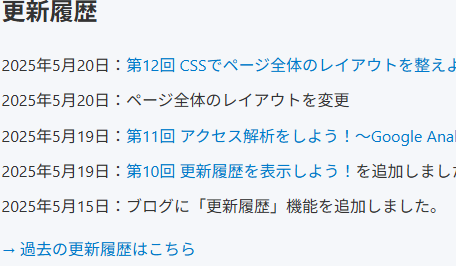 更新履歴
2025年5月20日：第12回 CSSでページ全体のレイアウトを整え
2025年5月20日：ページ全体のレイアウトを変更
2025年5月19日：第11回 アクセス解析をしよう！～Google Anal
2025年5月19日：第10回 更新履歴を表示しよう！を追加しまし
2025年5月15日：ブログに「更新履歴」機能を追加しました。
→ 過去の更新履歴はこちら